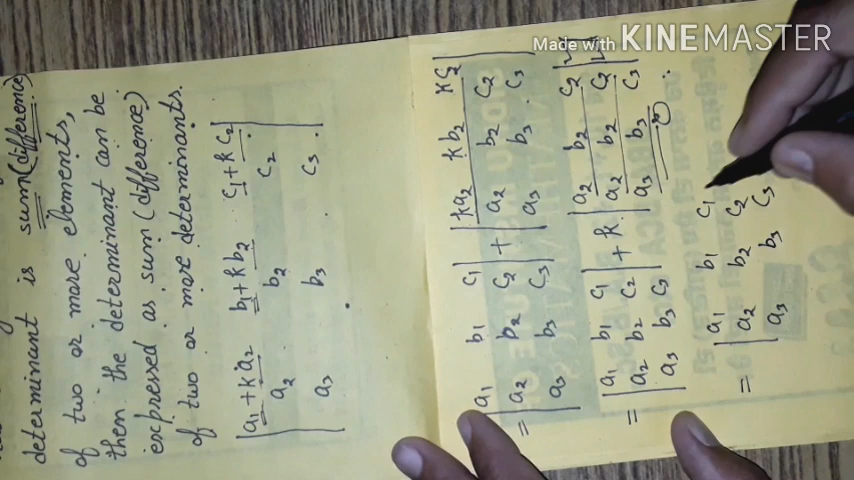 determinant is sum(difference)
of two or more elements,
then the determinant can be
expressed as sum (difference)
of two or more determinants.
| a1 + k a2 b1 + k b2 c1 + k c2 |
| a2 b2 c2 |
| a3 b3 c3 |
= | a1 b1 c1 | + | ka2 kb2 kc2 |
| a2 b2 c2 | | a2 b2 c2 |
| a3 b3 c3 | | a3 b3 c3 |
= | a1 b1 c1 | + k | a2 b2 c2 |
| a2 b2 c2 | | a2 b2 c2 |
| a3 b3 c3 | | a3 b3 c3 |
0
= | a1 b1 c1
| a2 b2 c2
| a3 b3 c3
Made with KINEMASTER